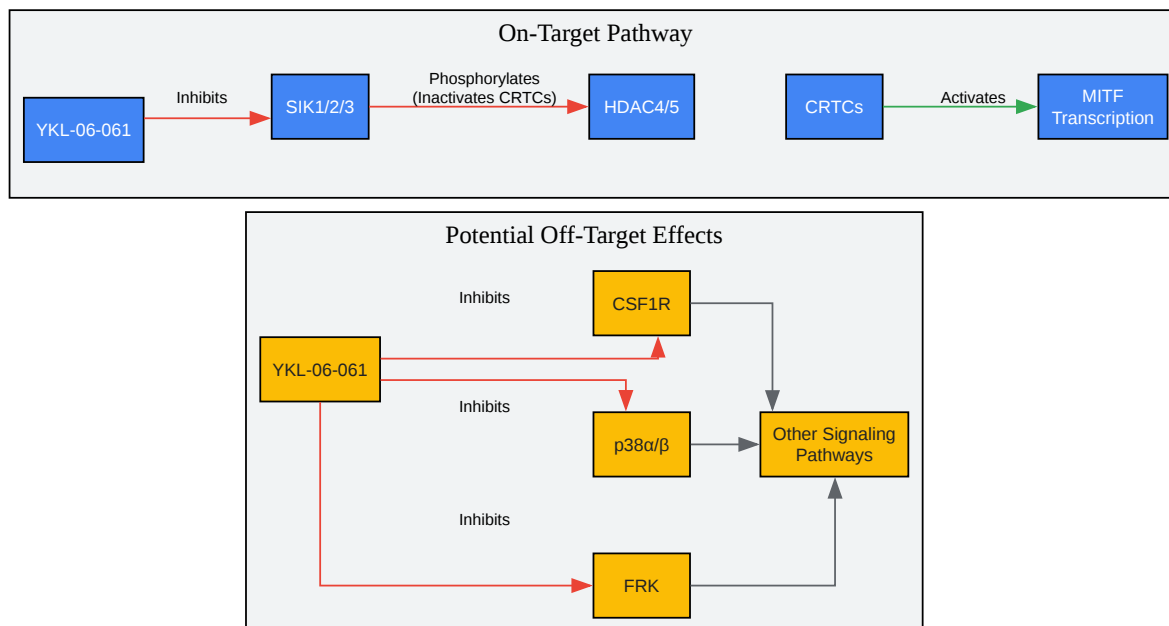 On-Target Pathway
YKL-06-061
Inhibits
SIK1/2/3
Phosphorylates
(Inactivates CRTCs)
HDAC4/5
CRTCs
Activates
MITF
Transcription
Potential Off-Target Effects
YKL-06-061
Inhibits
CSF1R
Inhibits
p38α/β
Other Signaling
Pathways
Inhibits
FRK